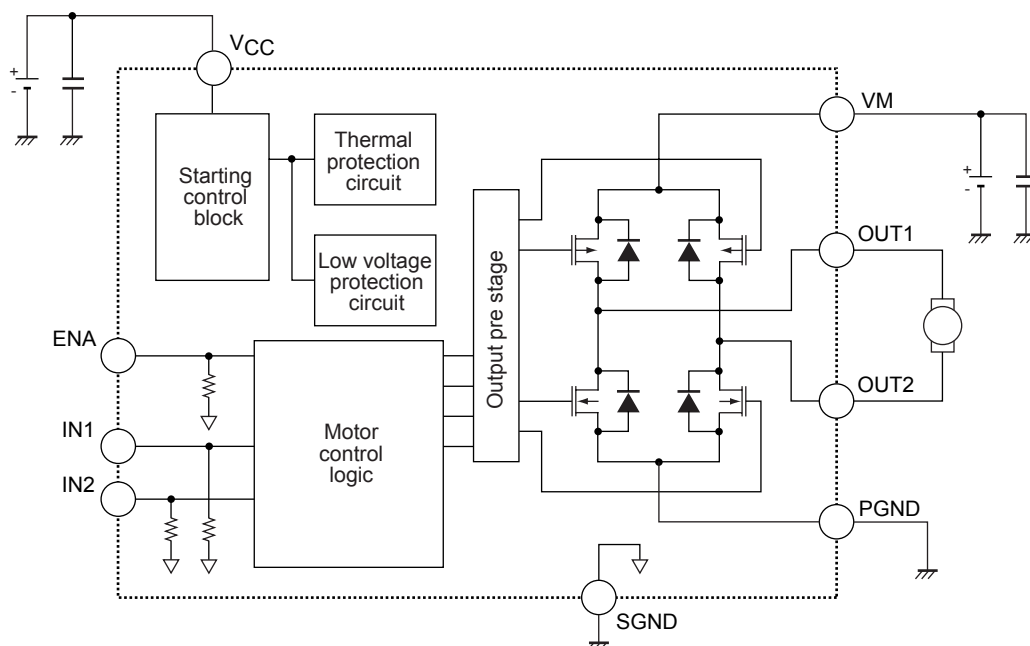 VCC
VM
+
-
Thermal
protection
circuit
Starting
control
block
+
-
OUT1
Low voltage
protection
circuit
Output pre stage
ENA
OUT2
IN1
Motor
control
logic
IN2
PGND
SGND